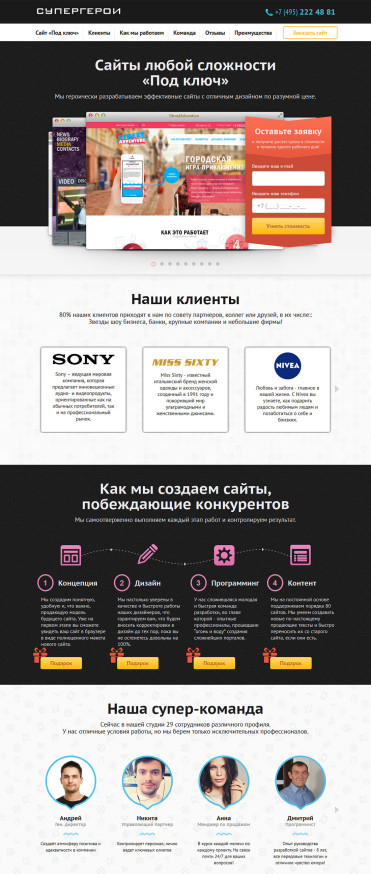 СУПЕРГЕРОИ
+7 (495) 222 48 81
Сайт «Под ключ» Клиенты Как мы работаем Команда Отзывы Преимущества Заказать сайт
Сайты любой сложности
«Под ключ»
Мы героически разрабатываем эффективные сайты с отличным дизайном по разумной цене.
NEWS
BIOGRAFY
MEDIA
CONTACTS
VIDEO
STREET
ADVENTURE
ГОРОДСКАЯ
ИГРА ПРИКЛЮЧЕНИЕ
КАК ЭТО РАБОТАЕТ
4
Оставьте заявку
Введите ваш e-mail
Введите ваш телефон
+7 (___) ___-__-__
Узнать стоимость
Наши клиенты
80% наших клиентов приходят к нам по совету партнеров, коллег или друзей, в их числе::
Звезды шоу бизнеса, банки, крупные компании и небольшие фирмы!
SONY
Sony – ведущая мировая
компания, которая
предлагает инновационные
аудио- и видеопродукты,
ориентированные как на
обычных потребителей, так
и на профессиональный
рынок.
MISS SIXTY
Miss Sixty - известный
итальянский бренд женской
одежды и аксессуаров,
созданный в 1991 году и
покоривший мир
ультрамодными и
женственными джинсами.
NIVEA
Любовь и забота - главное в
нашей жизни. С Nivea вы
узнаете, как подарить
радость любимым людям и
позаботиться о себе и
близких.
Как мы создаем сайты,
побеждающие конкурентов
Мы самоотверженно выполняем каждый этап работ и контролируем результат.
1 Концепция
Мы создадим понятную,
удобную и, что важно,
продающую модель
будущего сайта. Уже на
первом этапе вы сможете
увидеть ваш сайт в браузере
в виде полноценного макета
нового сайта.
Подарок
2 Дизайн
Мы настолько уверены в
качестве и быстроте работы
наших дизайнеров, что
гарантируем вам, что будем
вносить корректировки в
дизайн до тех пор, пока вы
не останетесь довольны на
100%.
Подарок
3 Программинг
У нас сложившаяся молодая
и быстрая команда
разработки, во главе
которой - опытные
профессионалы, прошедшие
"огонь и воду" создания
сложнейших порталов.
Подарок
4 Контент
Мы на постоянной основе
поддерживаем порядка 80
сайтов. Мы умеем создавать
новые по-настоящему
продающие тексты и быстро
переносить их со старого
сайта, если они есть.
Подарок
Наша супер-команда
Сейчас в нашей студии 29 сотрудников различного профиля.
У нас отличные условия работы, но мы берем только исключительных профессионалов.
Андрей
Ген. директор
Создаёт атмосферу позитива и
адекватности в компании
Никита
Управляющий Партнер
Контролирует персонал, лично
ведет ключевых клиентов
Анна
Менеджер по продажам
В курсе каждой мелочи по
каждому проекту. На связи
почти 24/7 для ваших
вопросов!
Дмитрий
Программист
Опыт руководства
разработкой сайтов - 8 лет,
все передовые технологии и
отличное чувство юмора!